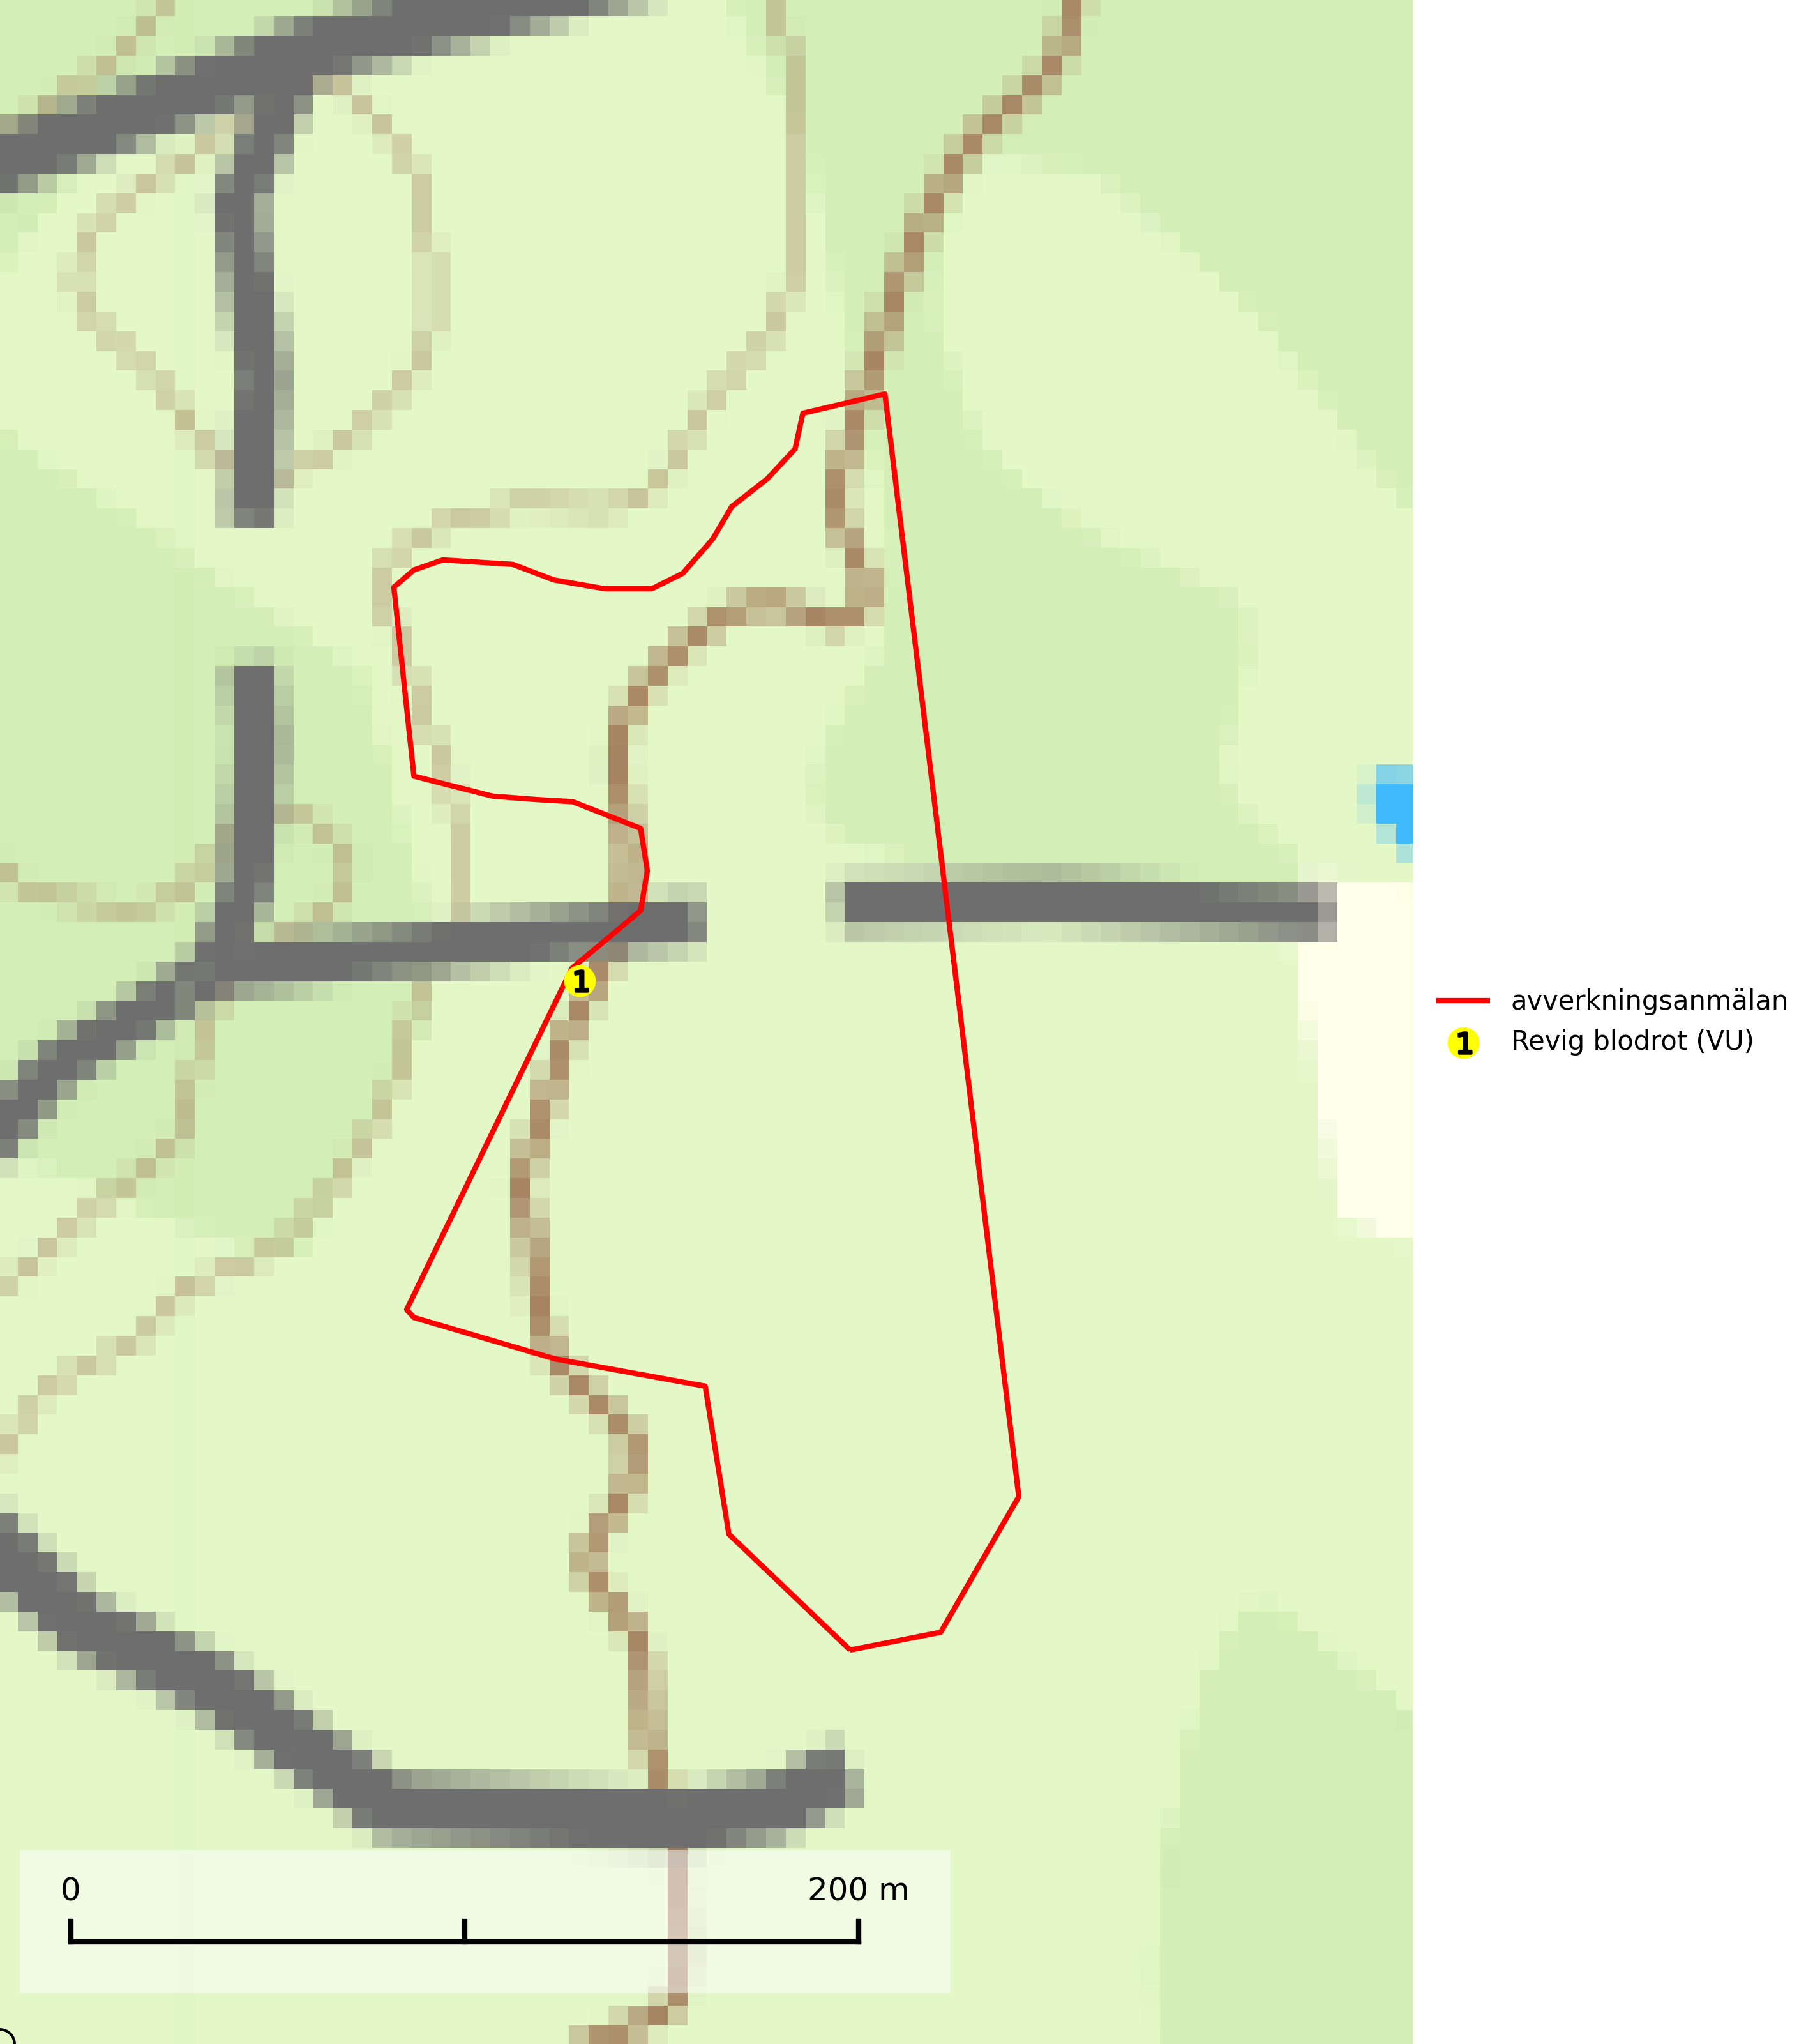 1
avverkningsanmälan
1 Revig blodrot (VU)
0 200 m